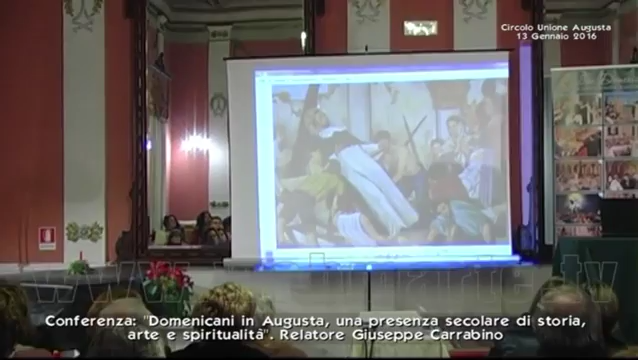 Circolo Unione Augusta
13 Gennaio 2016
Conferenza: "Domenicani in Augusta, una presenza secolare di storia,
arte e spiritualità". Relatore Giuseppe Carrabino